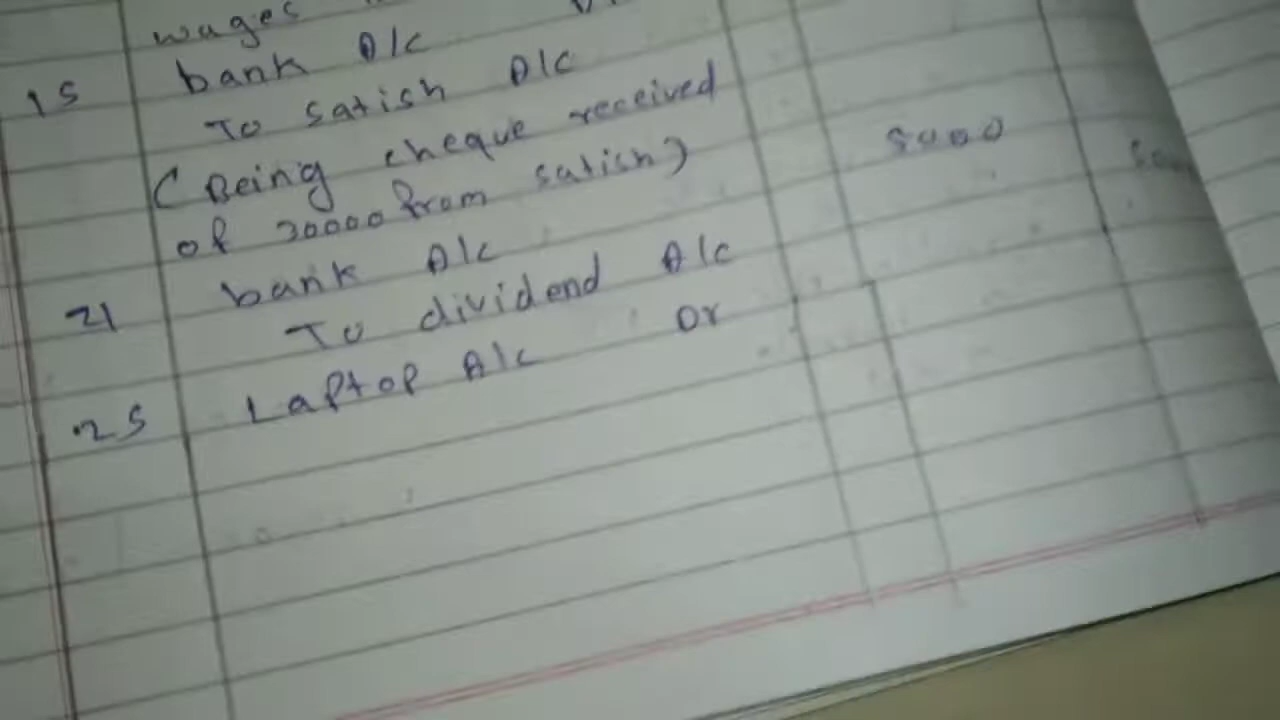 wages
bank A/c
15 To satish A/c
(Being cheque received
of 30000 from satish) 5000
bank A/c
21 To dividend A/c
Laptop A/c Dr
25